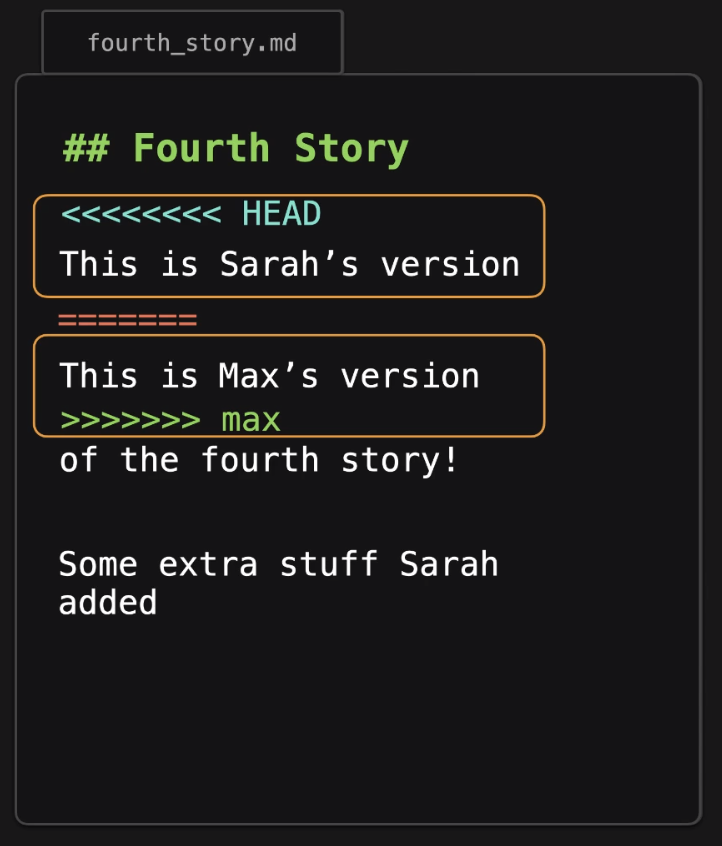 fourth_story.md
## Fourth Story
<<<<<<<< HEAD
This is Sarah’s version
=======
This is Max’s version
>>>>>>> max
of the fourth story!
Some extra stuff Sarah
added